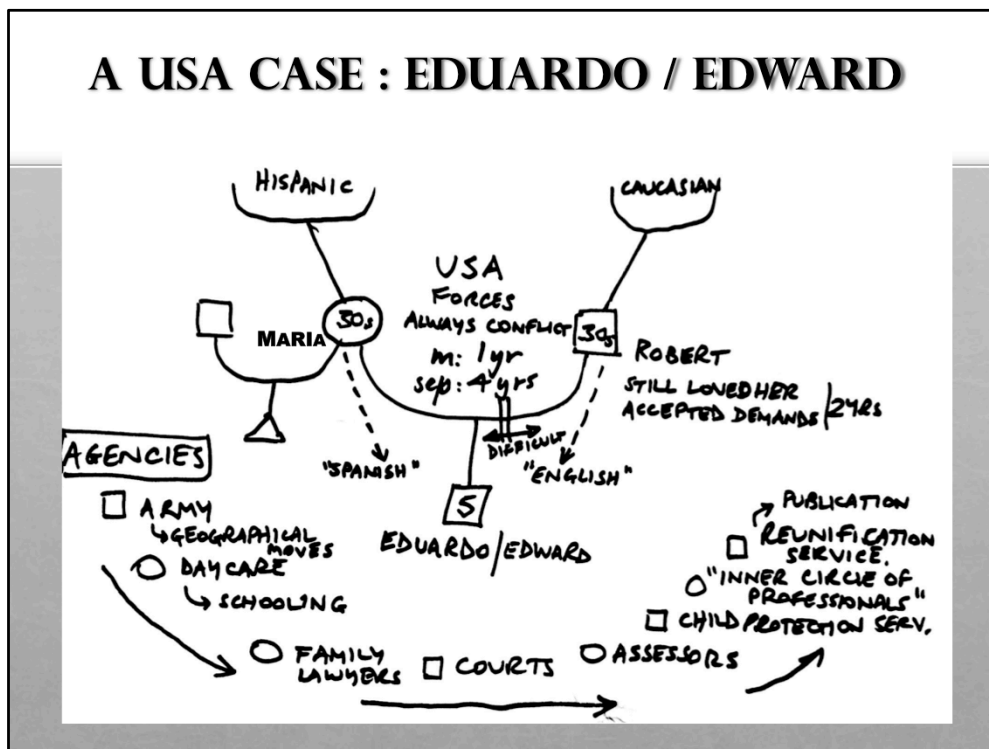 A USA CASE : EDUARDO / EDWARD
HISPANIC
CAUCASIAN
USA
FORCES
ALWAYS CONFLICT
m: 1yr
sep: 4 yrs
30s
MARIA
30s
ROBERT
STILL LOVED HER
ACCEPTED DEMANDS / 2YRS
DIFFICULT
"SPANISH"
"ENGLISH"
5
EDUARDO/EDWARD
AGENCIES
ARMY
↳GEOGRAPHICAL
MOVES
DAYCARE
↳ SCHOOLING
FAMILY
LAWYERS
COURTS
ASSESSORS
CHILD PROTECTION SERV.
"INNER CIRCLE OF
PROFESSIONALS"
REUNIFICATION
SERVICE.
PUBLICATION